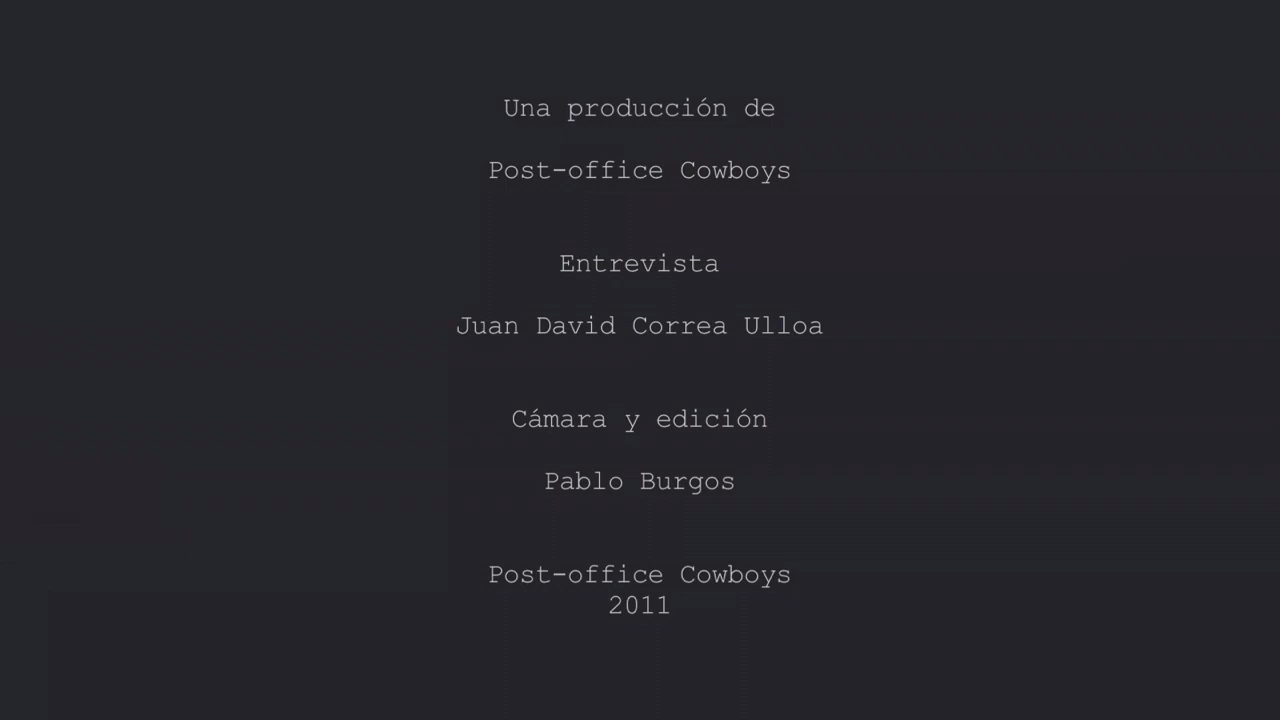 Una producción de
Post-office Cowboys
Entrevista
Juan David Correa Ulloa
Cámara y edición
Pablo Burgos
Post-office Cowboys
2011